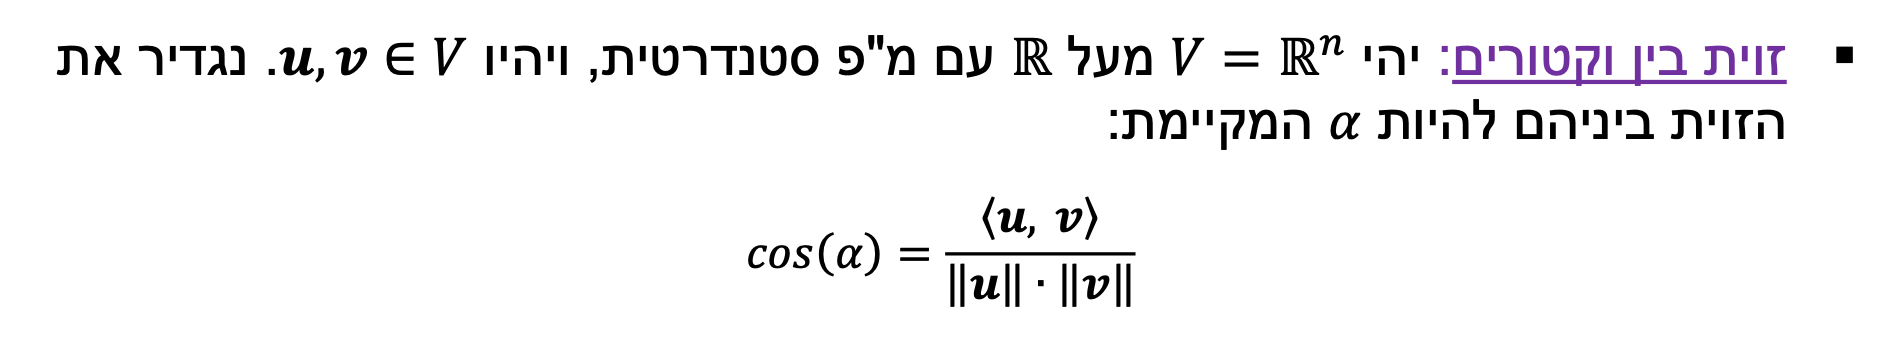 ▪ זוית בין וקטורים: יהי V = ℝⁿ מעל ℝ עם מ"פ סטנדרטית, ויהיו u, v ∈ V. נגדיר את
הזוית ביניהם להיות α המקיימת:
cos(α) = ⟨u, v⟩ / ‖u‖ · ‖v‖